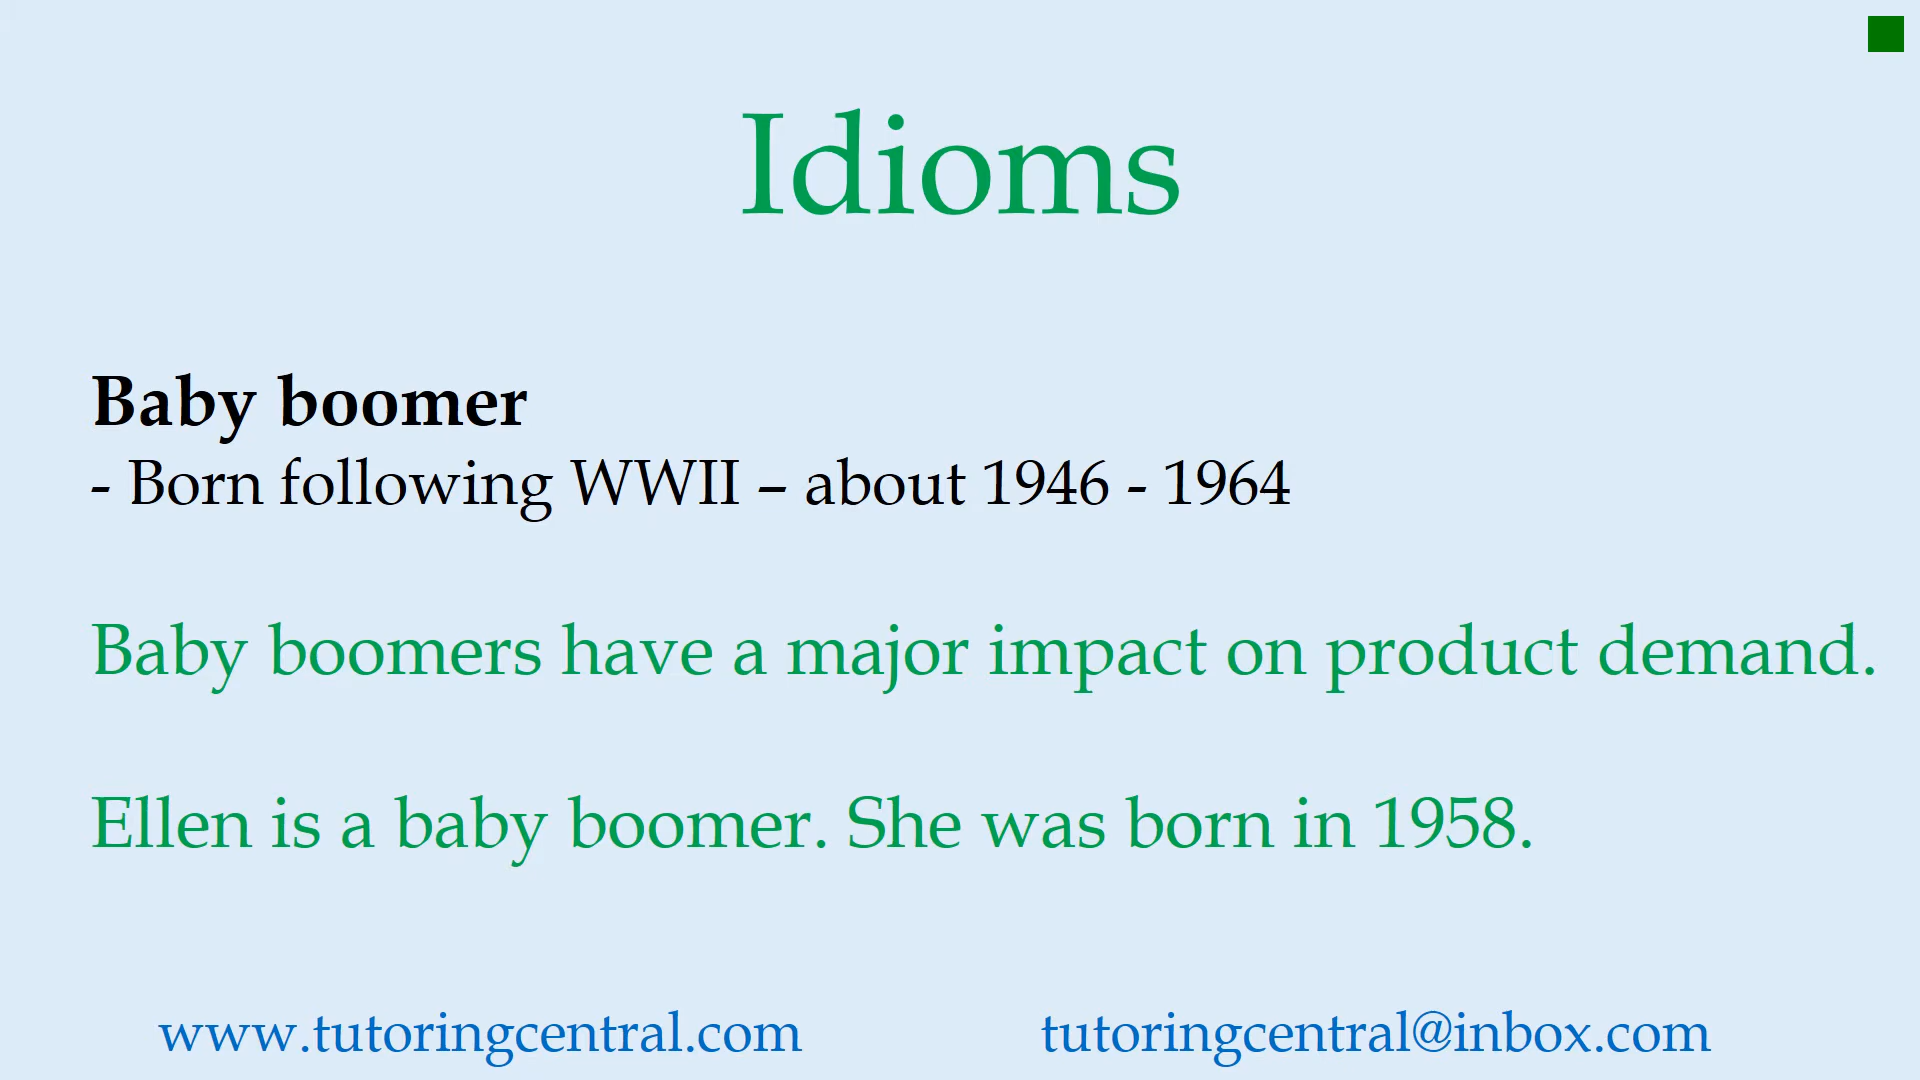 Idioms
Baby boomer
- Born following WWII – about 1946 - 1964
Baby boomers have a major impact on product demand.
Ellen is a baby boomer. She was born in 1958.
www.tutoringcentral.com
tutoringcentral@inbox.com